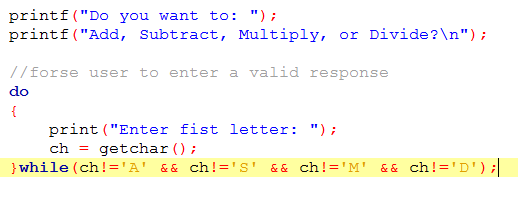 printf("Do you want to: ");
printf("Add, Subtract, Multiply, or Divide?\n");
//forse user to enter a valid response
do
{
print("Enter fist letter: ");
ch = getchar();
}while(ch!='A' && ch!='S' && ch!='M' && ch!='D');